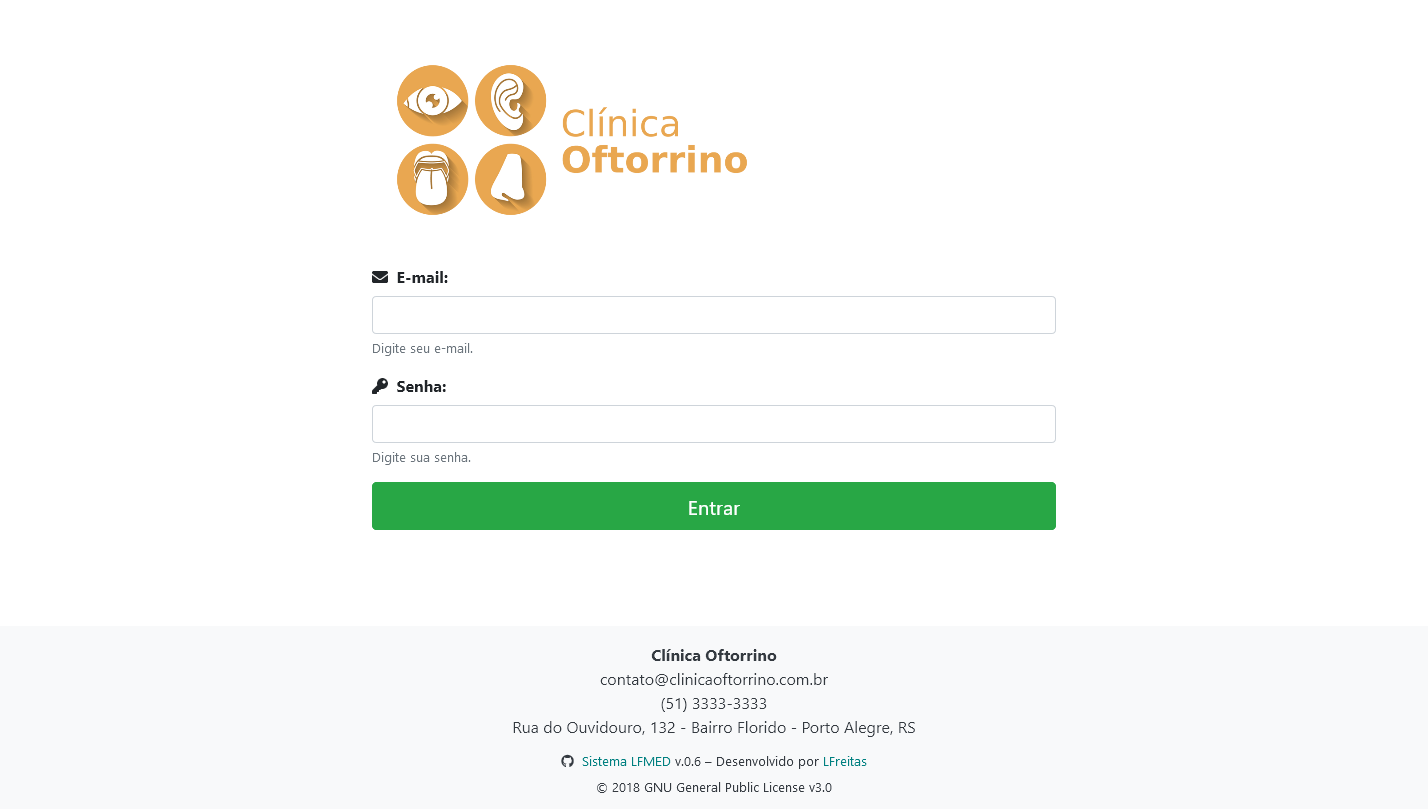 Clínica
Oftorrino
E-mail:
Digite seu e-mail.
Senha:
Digite sua senha.
Entrar
Clínica Oftorrino
contato@clinicaoftorrino.com.br
(51) 3333-3333
Rua do Ouvidouro, 132 - Bairro Florido - Porto Alegre, RS
Sistema LFMED v.0.6 – Desenvolvido por LFreitas
© 2018 GNU General Public License v3.0